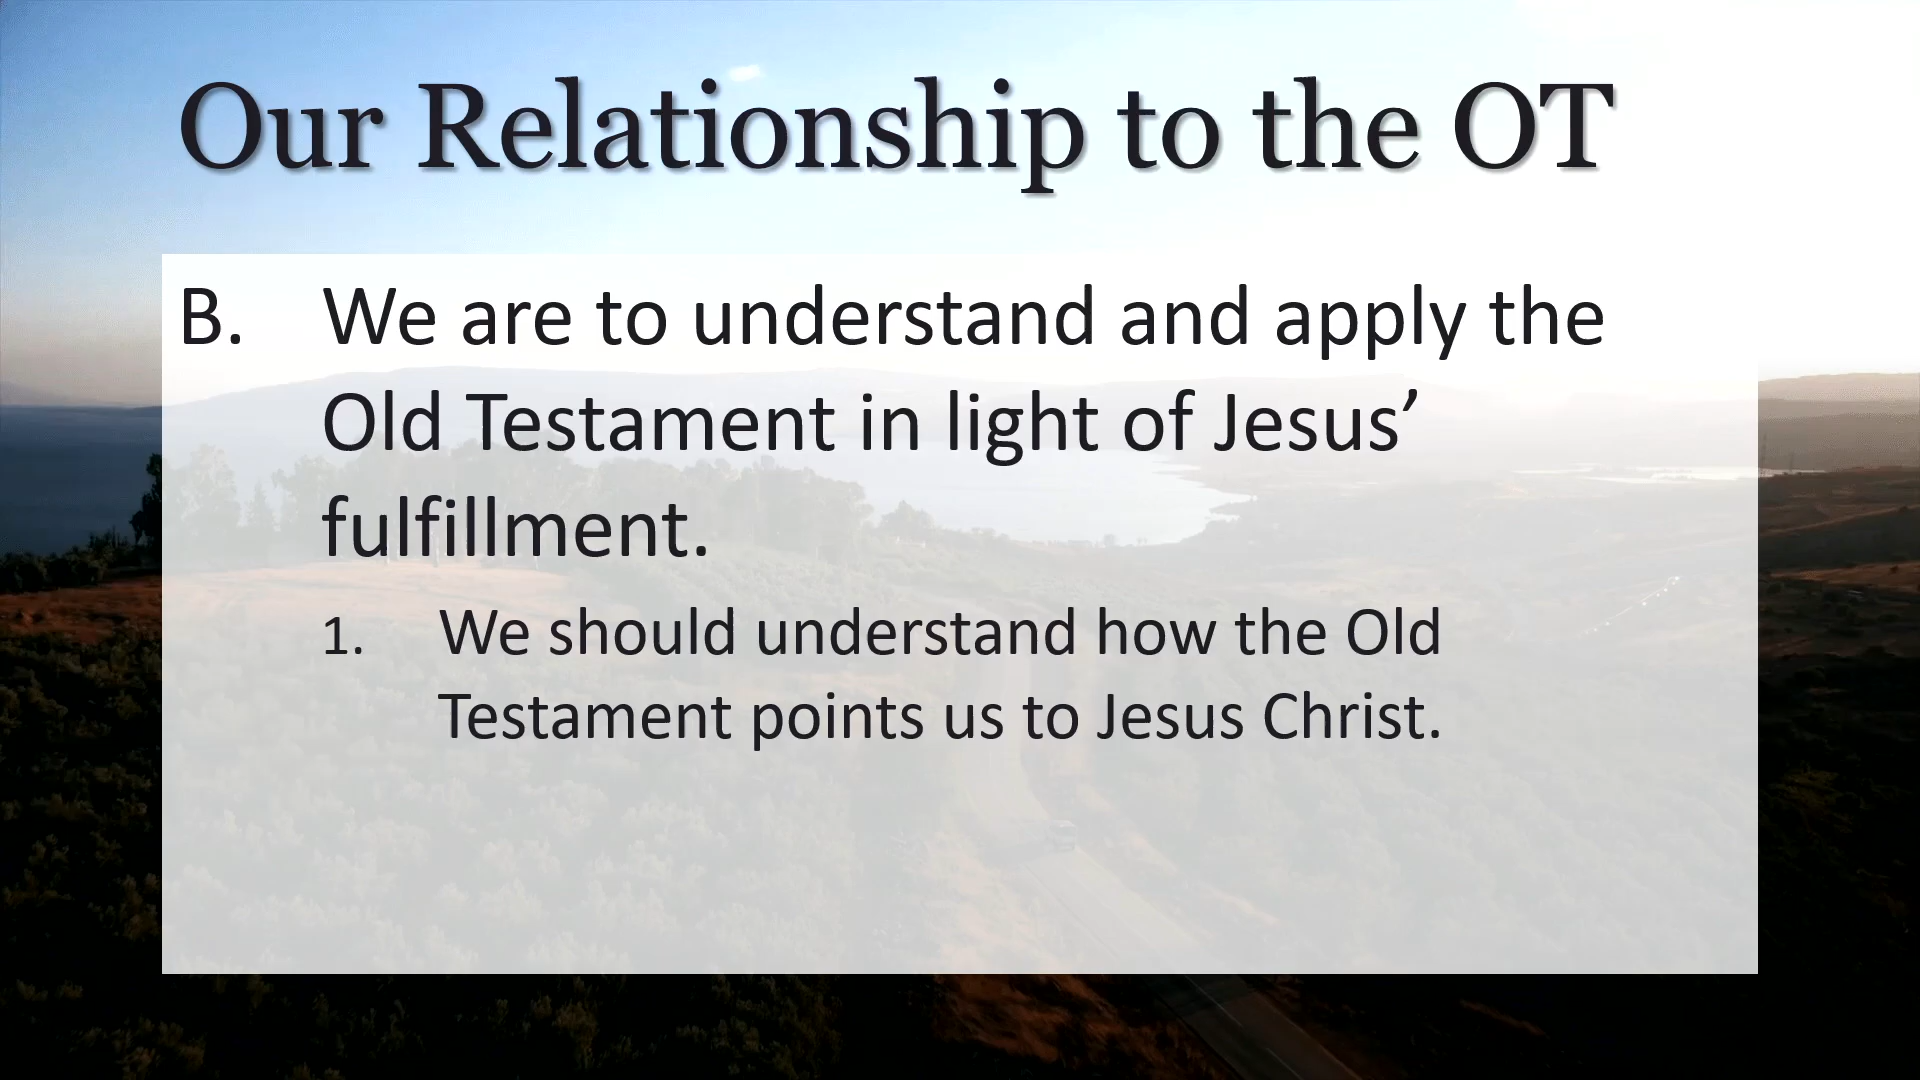 Our Relationship to the OT
B. We are to understand and apply the
Old Testament in light of Jesus’
fulfillment.
1. We should understand how the Old
Testament points us to Jesus Christ.